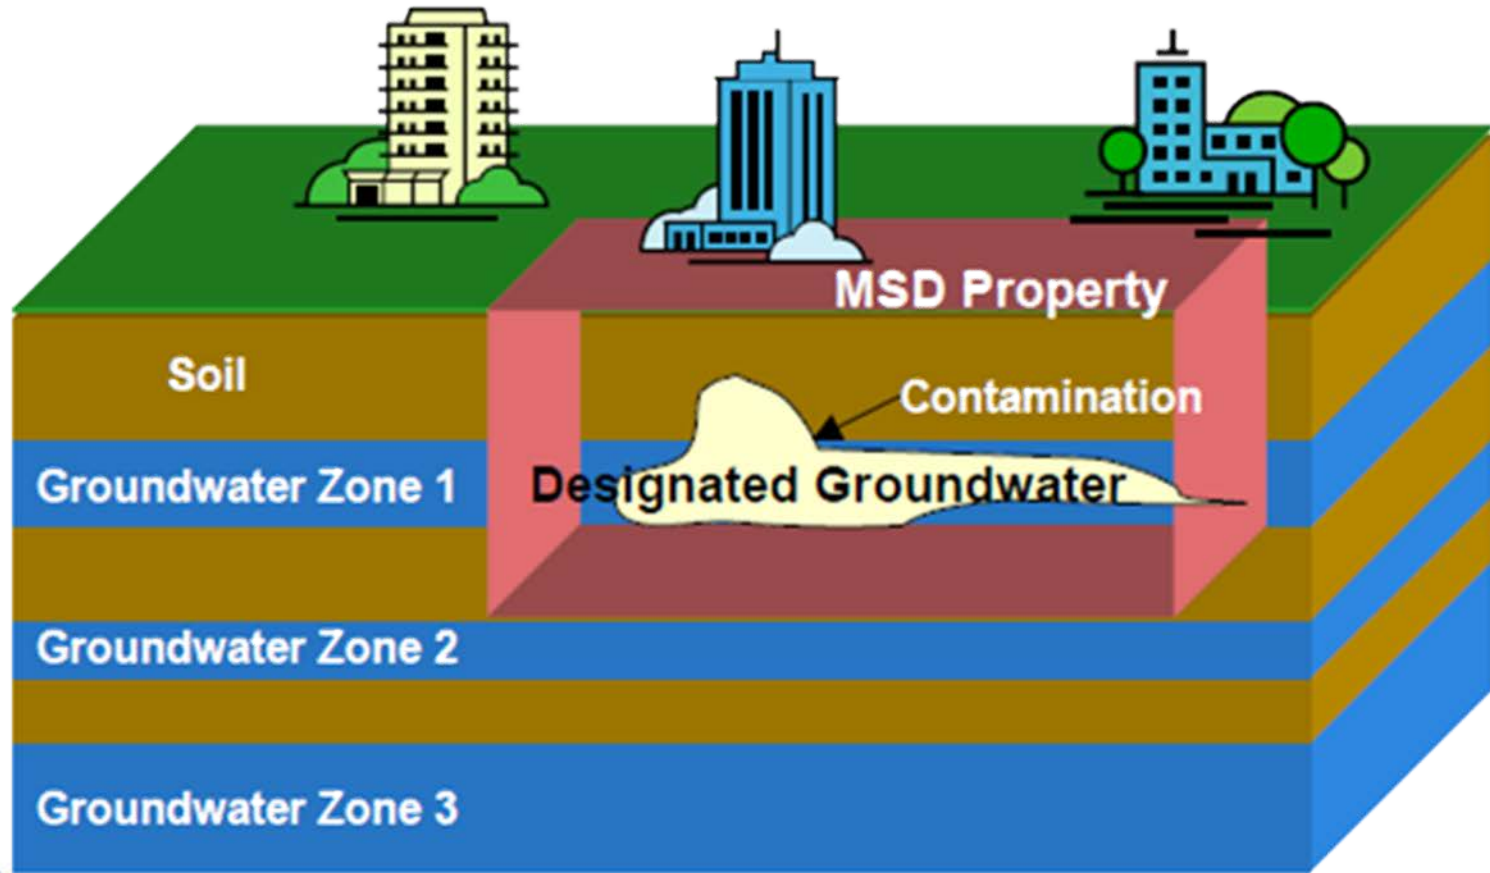 MSD Property
Soil
Contamination
Groundwater Zone 1
Designated Groundwater
Groundwater Zone 2
Groundwater Zone 3